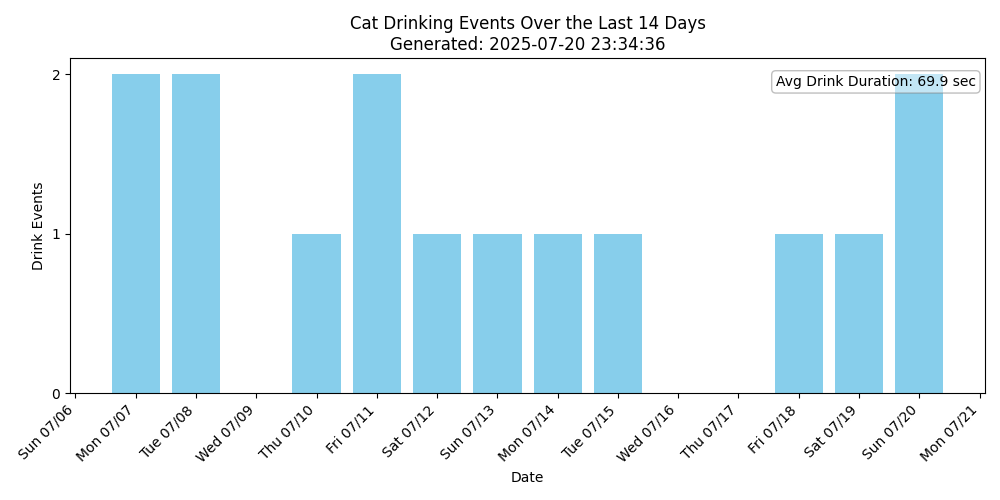 Cat Drinking Events Over the Last 14 Days
Generated: 2025-07-20 23:34:36
Avg Drink Duration: 69.9 sec
Drink Events
2
1
0
Sun 07/06
Mon 07/07
Tue 07/08
Wed 07/09
Thu 07/10
Fri 07/11
Sat 07/12
Sun 07/13
Mon 07/14
Tue 07/15
Wed 07/16
Thu 07/17
Fri 07/18
Sat 07/19
Sun 07/20
Mon 07/21
Date